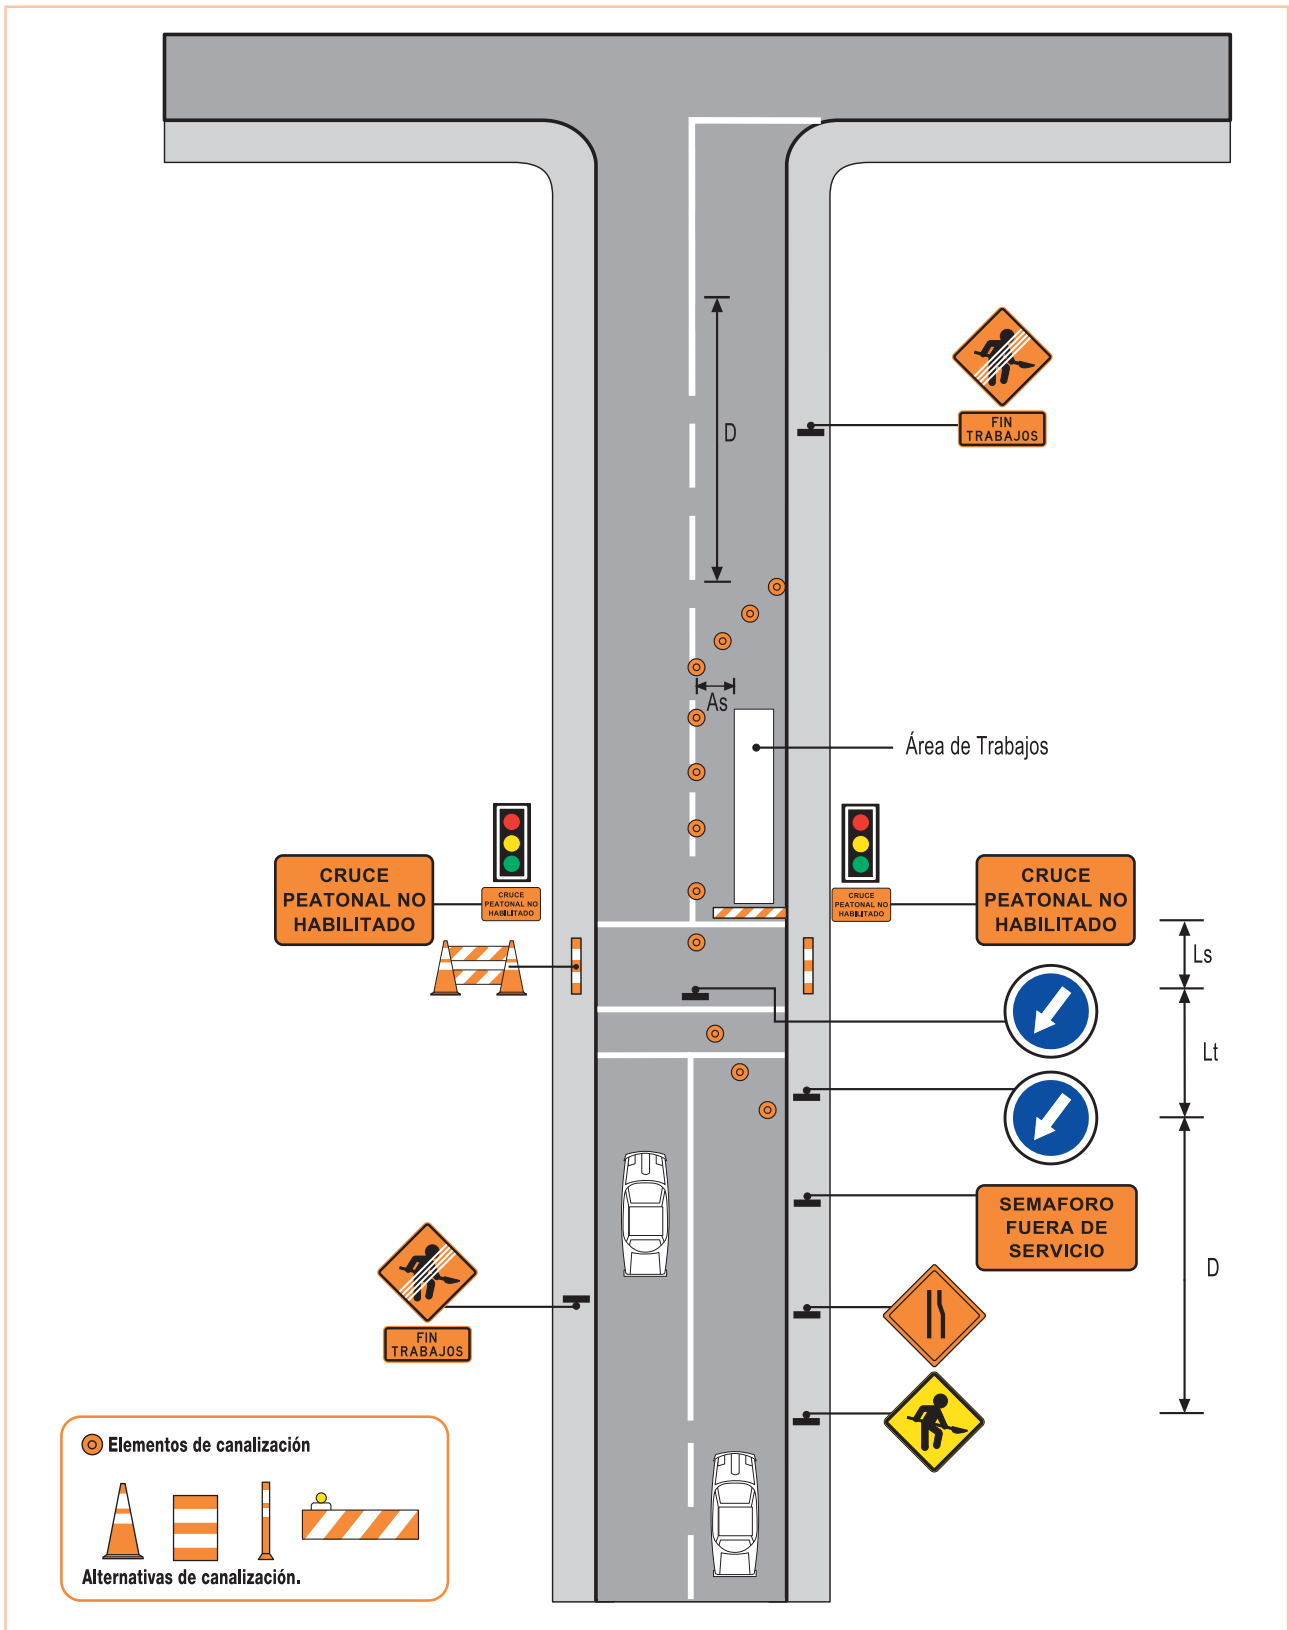 FIN
TRABAJOS
D
As
Área de Trabajos
CRUCE
PEATONAL NO
HABILITADO
CRUCE
PEATONAL NO
HABILITADO
CRUCE
PEATONAL NO
HABILITADO
CRUCE
PEATONAL NO
HABILITADO
Ls
Lt
SEMAFORO
FUERA DE
SERVICIO
D
FIN
TRABAJOS
Elementos de canalización
Alternativas de canalización.